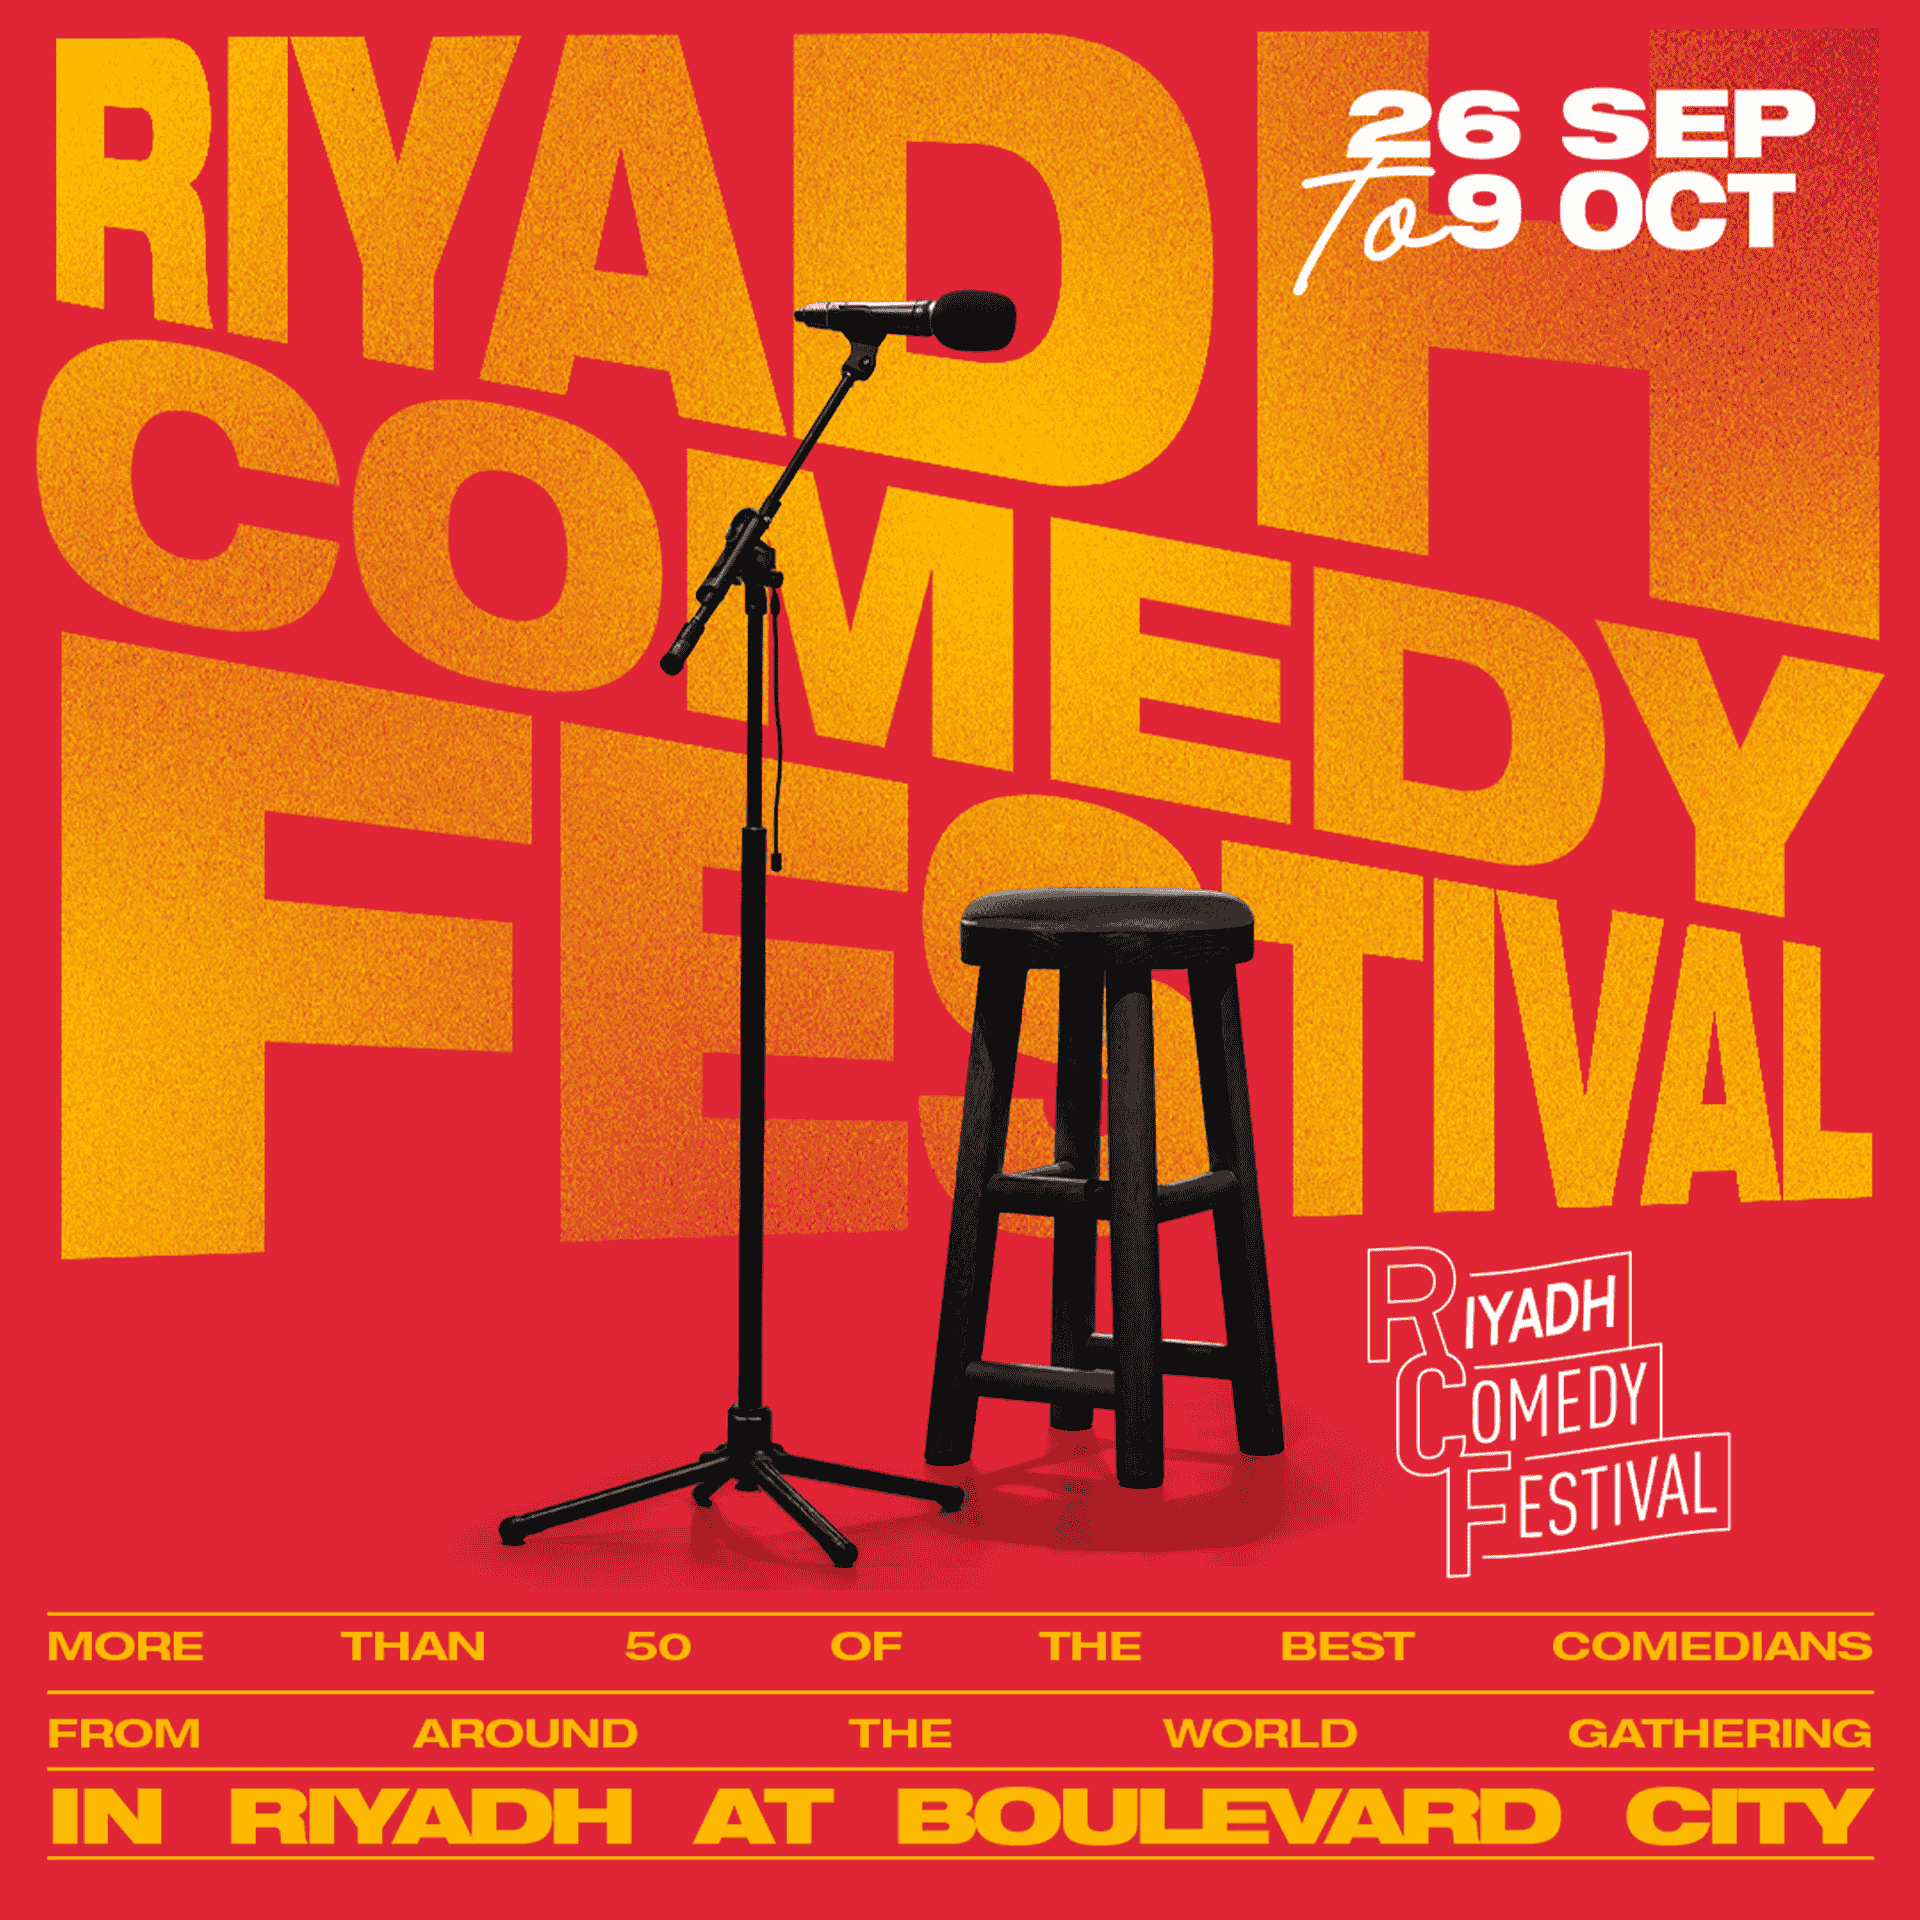 RIYADH
COMEDY
FESTIVAL
26 SEP
To 9 OCT
RIYADH
COMEDY
FESTIVAL
MORE THAN 50 OF THE BEST COMEDIANS
FROM AROUND THE WORLD GATHERING
IN RIYADH AT BOULEVARD CITY